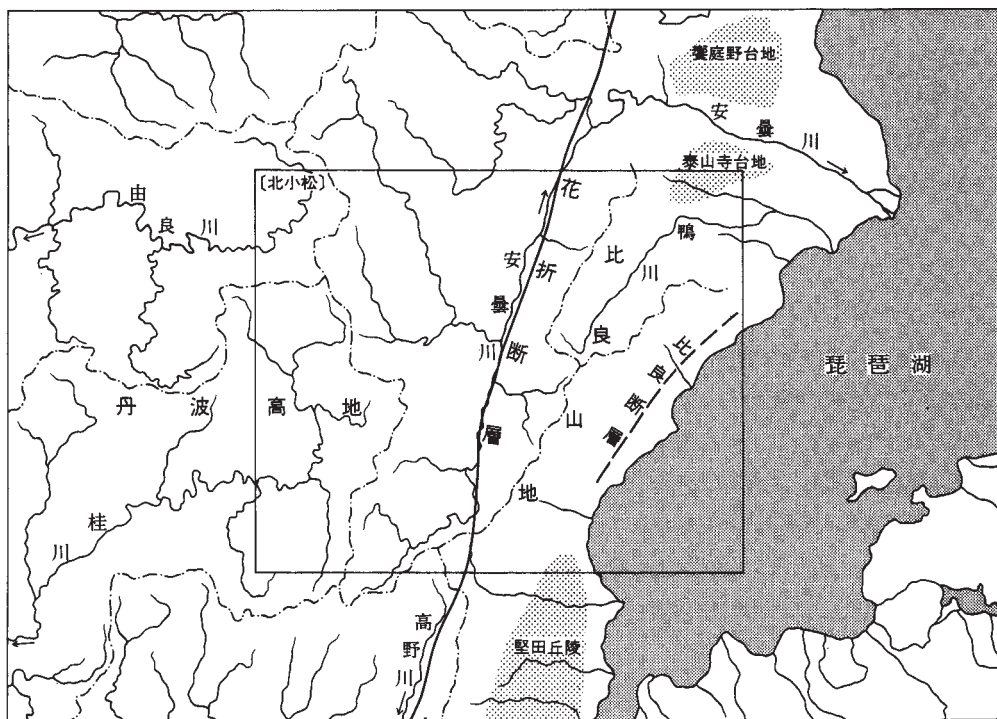 饗庭野台地
安曇川
泰山寺台地
〔北小松〕
由良川
花折断層
安曇川
鴨川
比良山地
比良断層
琵琶湖
丹波高地
桂川
高野川
堅田丘陵